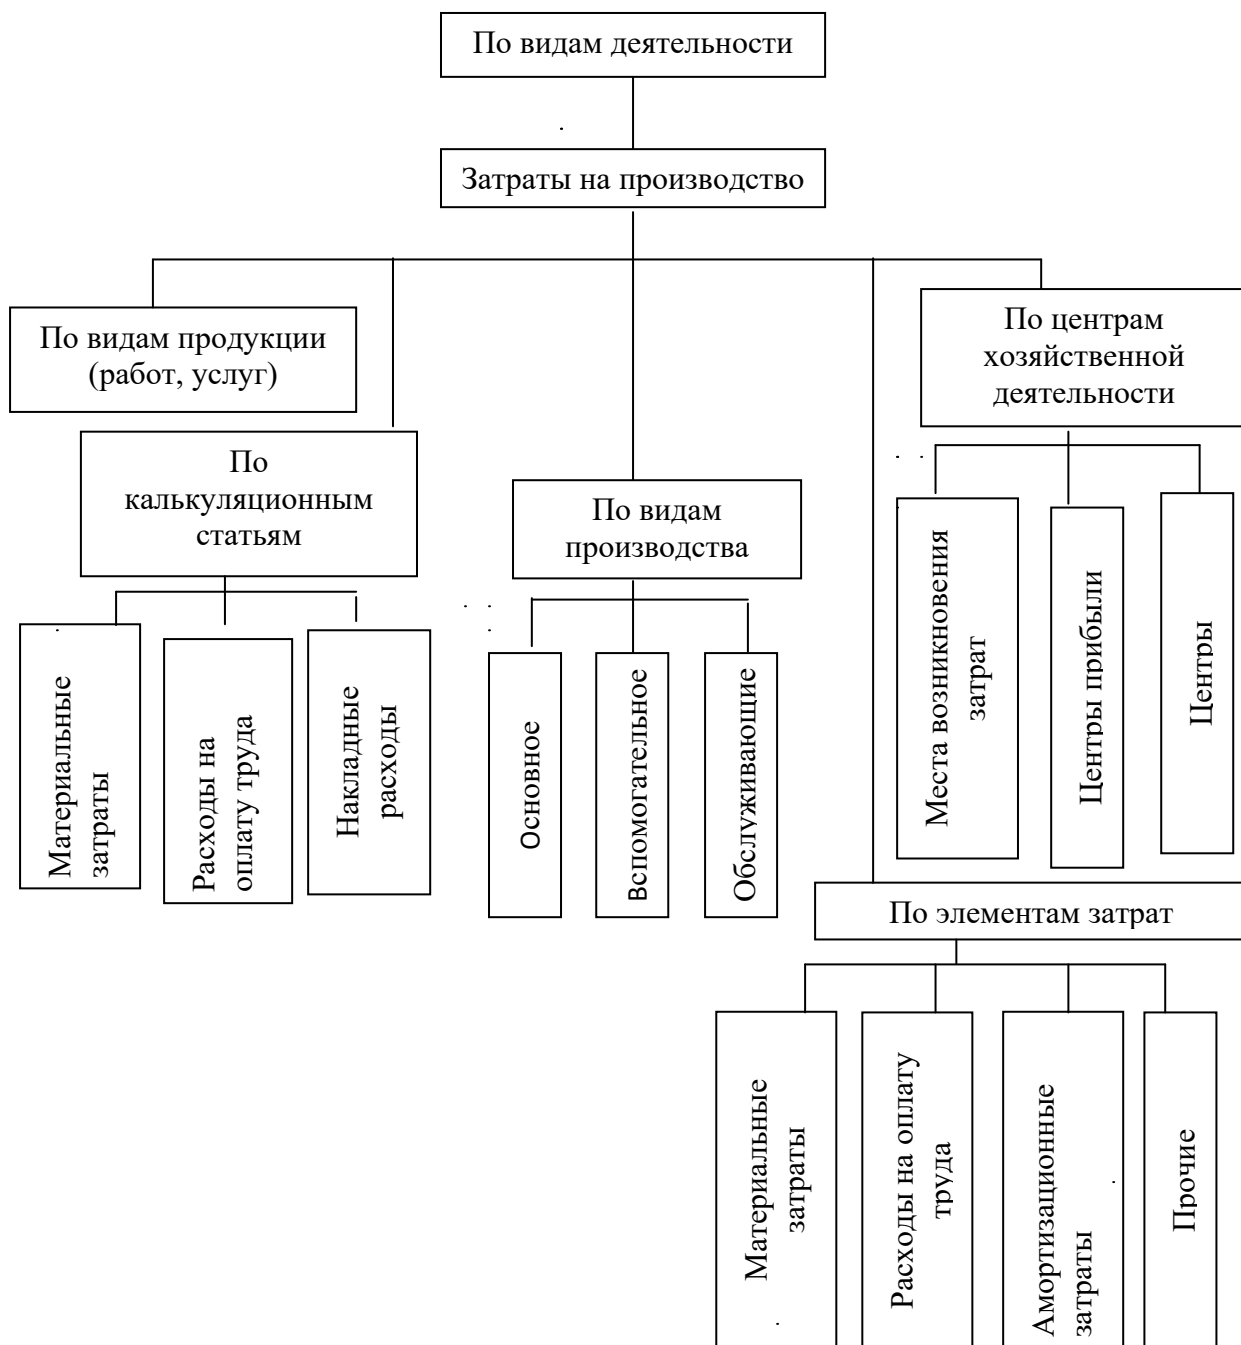 По видам деятельности
Затраты на производство
По видам продукции
(работ, услуг)
По центрам
хозяйственной
деятельности
По
калькуляционным
статьям
По видам
производства
Материальные
затраты
Расходы на
оплату труда
Накладные
расходы
Основное
Вспомогательное
Обслуживающие
Места возникновения
затрат
Центры прибыли
Центры
По элементам затрат
Материальные
затраты
Расходы на оплату
труда
Амортизационные
затраты
Прочие